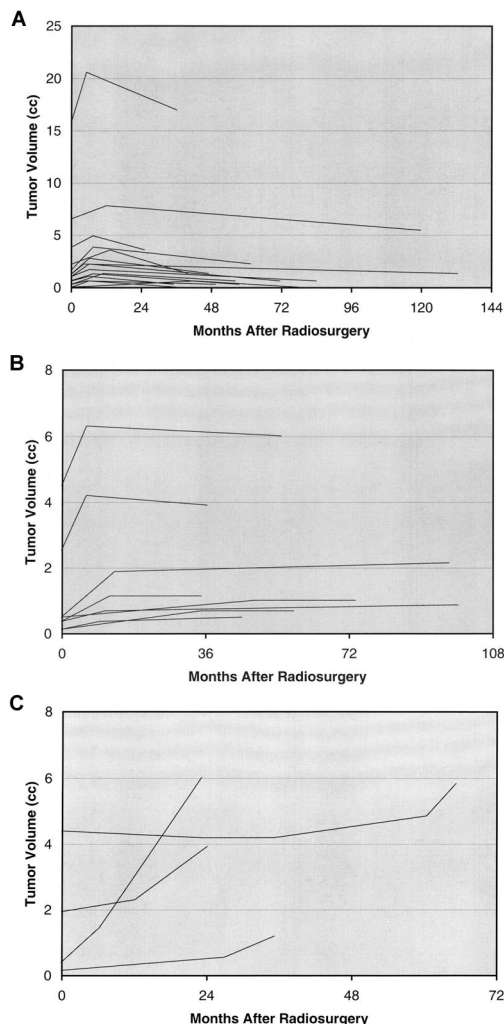 A
Tumor Volume (cc)
25
20
15
10
5
0
0 24 48 72 96 120 144
Months After Radiosurgery
B
Tumor Volume (cc)
8
6
4
2
0
0 36 72 108
Months After Radiosurgery
C
Tumor Volume (cc)
8
6
4
2
0
0 24 48 72
Months After Radiosurgery